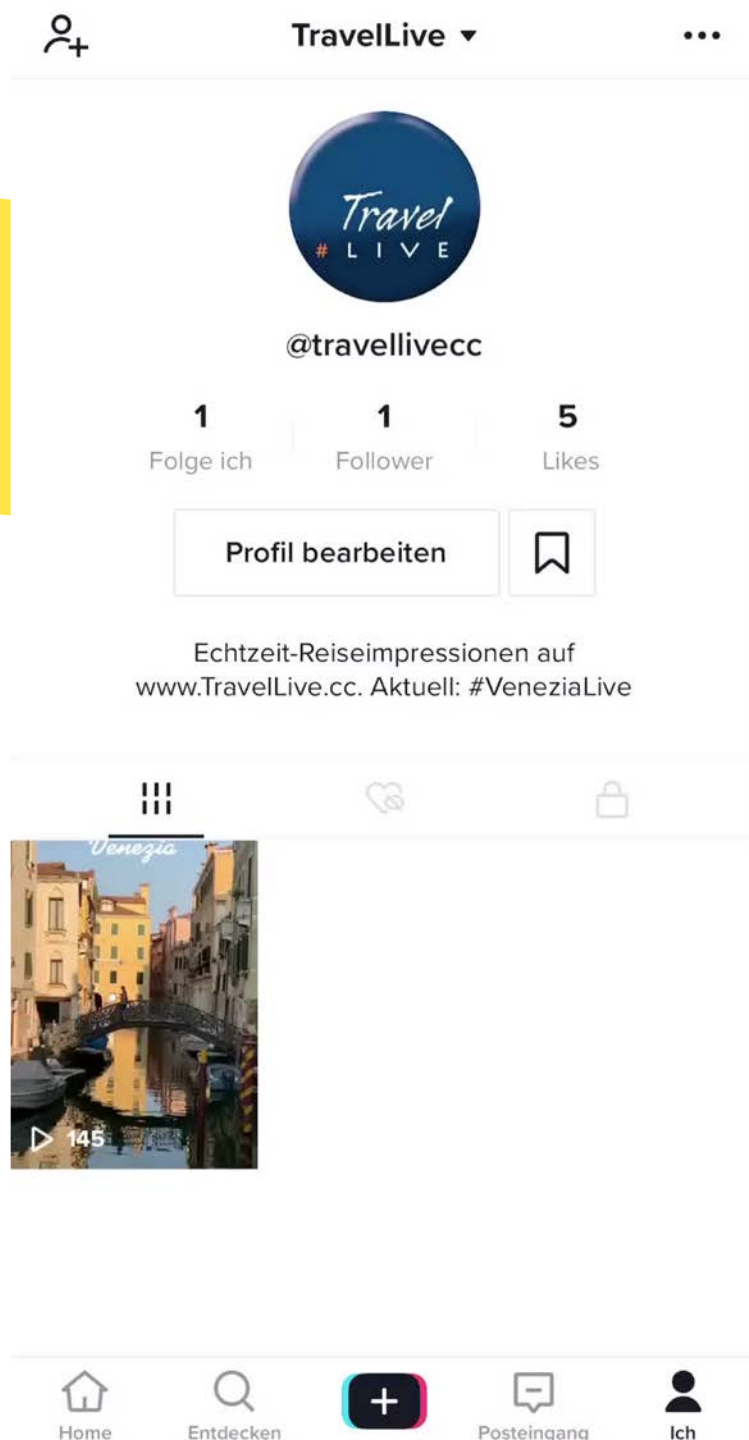 TravelLive
Travel
# LIVE
@travellivecc
1 1 5
Folge ich Follower Likes
Profil bearbeiten
Echtzeit-Reiseimpressionen auf
www.TravelLive.cc. Aktuell: #VeneziaLive
Venezia
145
Home Entdecken Posteingang Ich